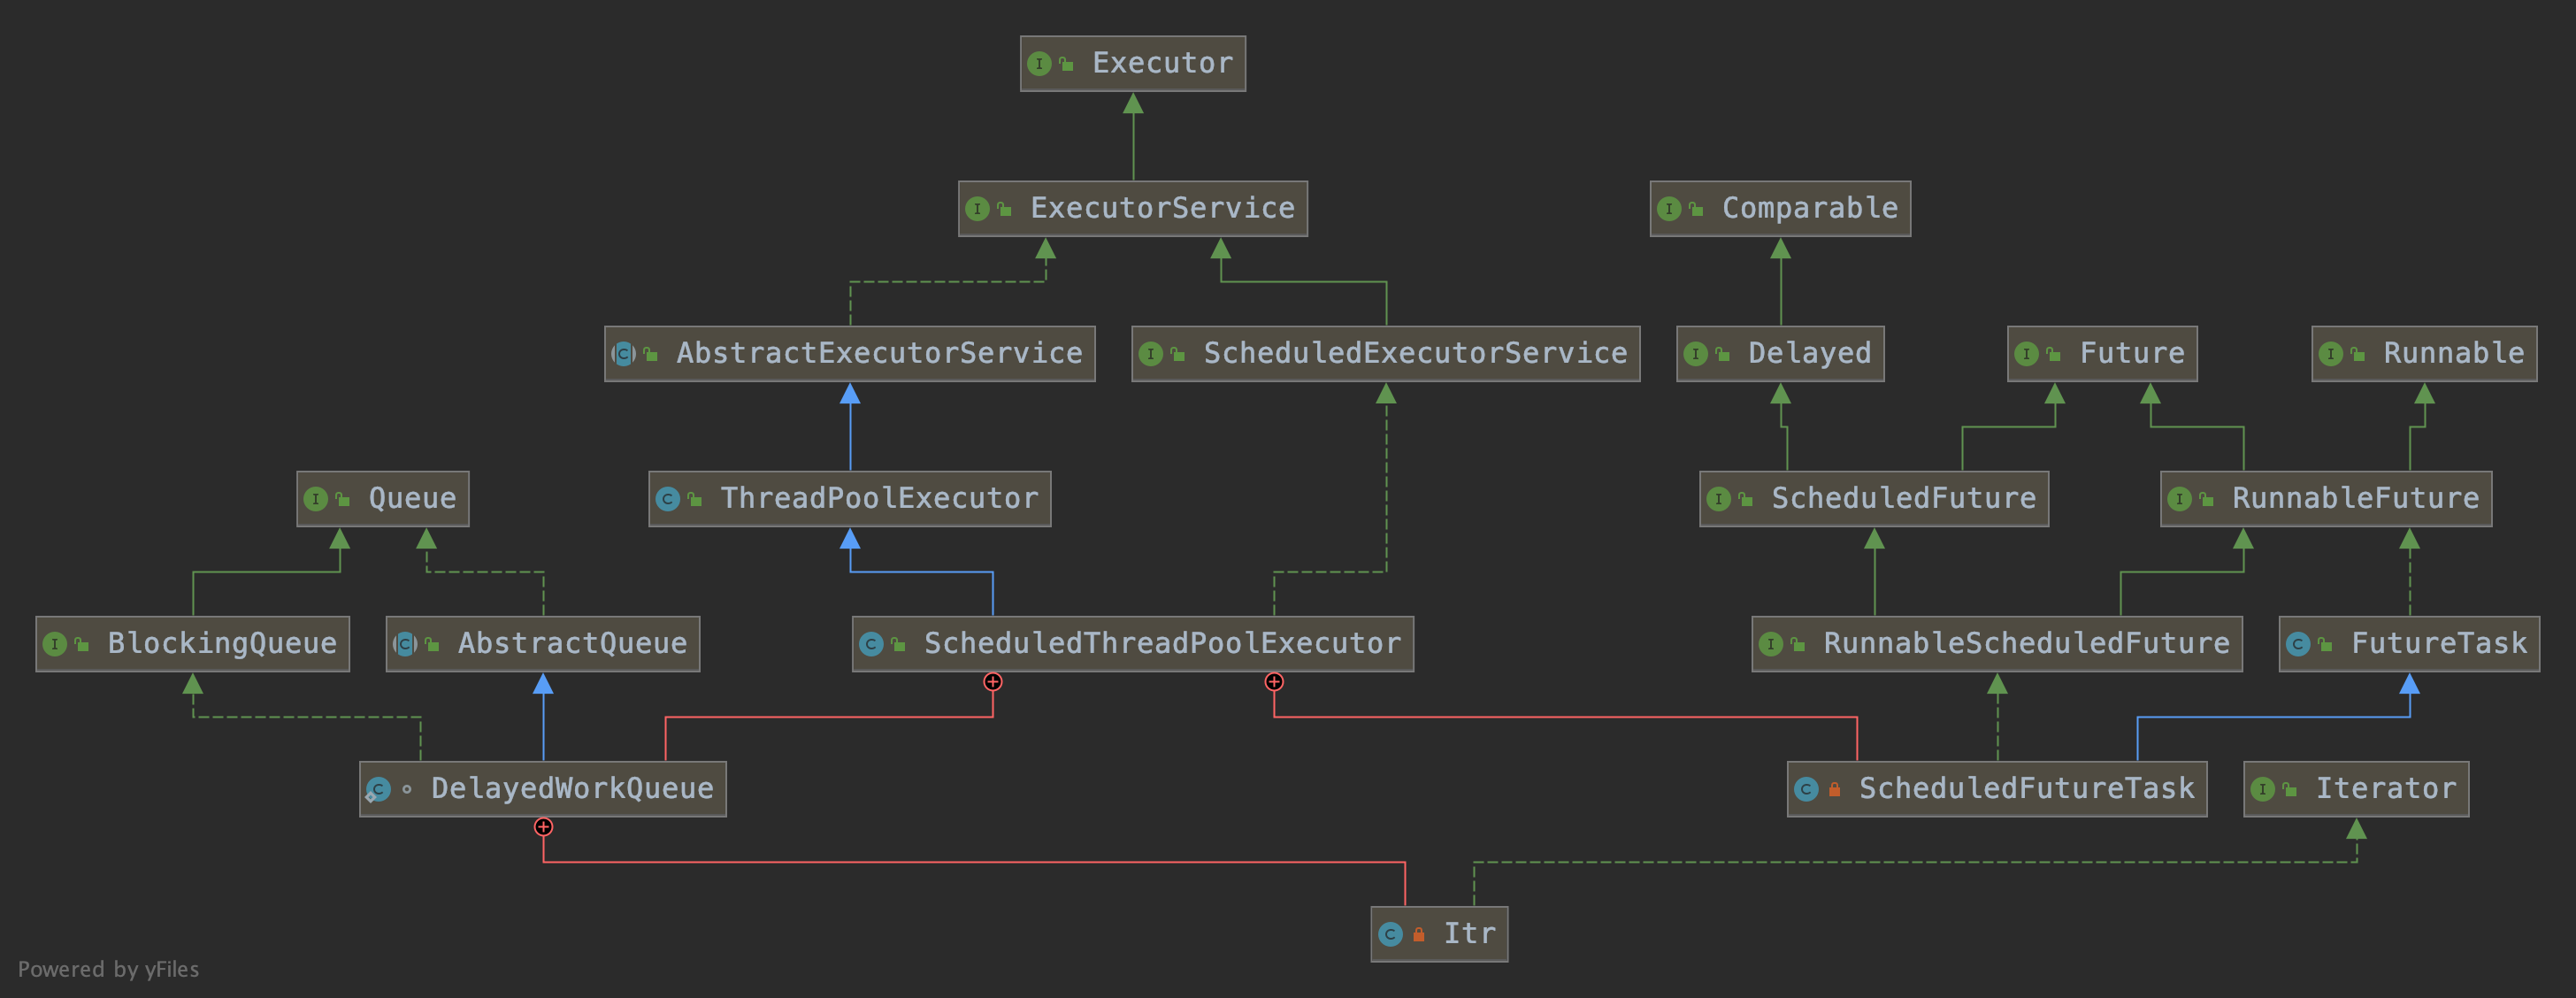 Executor
ExecutorService
Comparable
AbstractExecutorService
ScheduledExecutorService
Delayed
Future
Runnable
Queue
ThreadPoolExecutor
ScheduledFuture
RunnableFuture
BlockingQueue
AbstractQueue
ScheduledThreadPoolExecutor
RunnableScheduledFuture
FutureTask
DelayedWorkQueue
ScheduledFutureTask
Iterator
Itr
Powered by yFiles